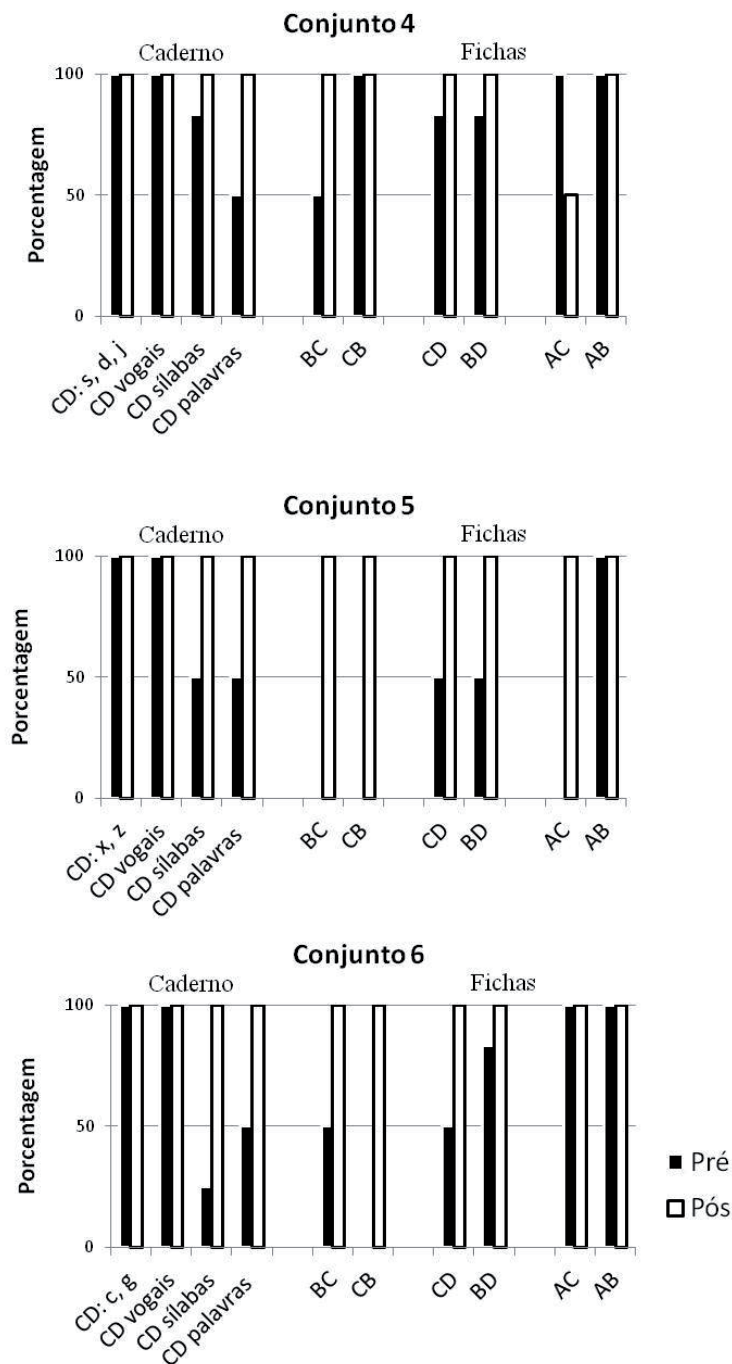 Conjunto 4
Caderno Fichas
Porcentagem
100
50
0
CD: s, d, j
CD vogais
CD sílabas
CD palavras
BC
CB
CD
BD
AC
AB
Conjunto 5
Caderno Fichas
Porcentagem
100
50
0
CD: x, z
CD vogais
CD sílabas
CD palavras
BC
CB
CD
BD
AC
AB
Conjunto 6
Caderno Fichas
Porcentagem
100
50
0
CD: c, g
CD vogais
CD sílabas
CD palavras
BC
CB
CD
BD
AC
AB
Pré
Pós